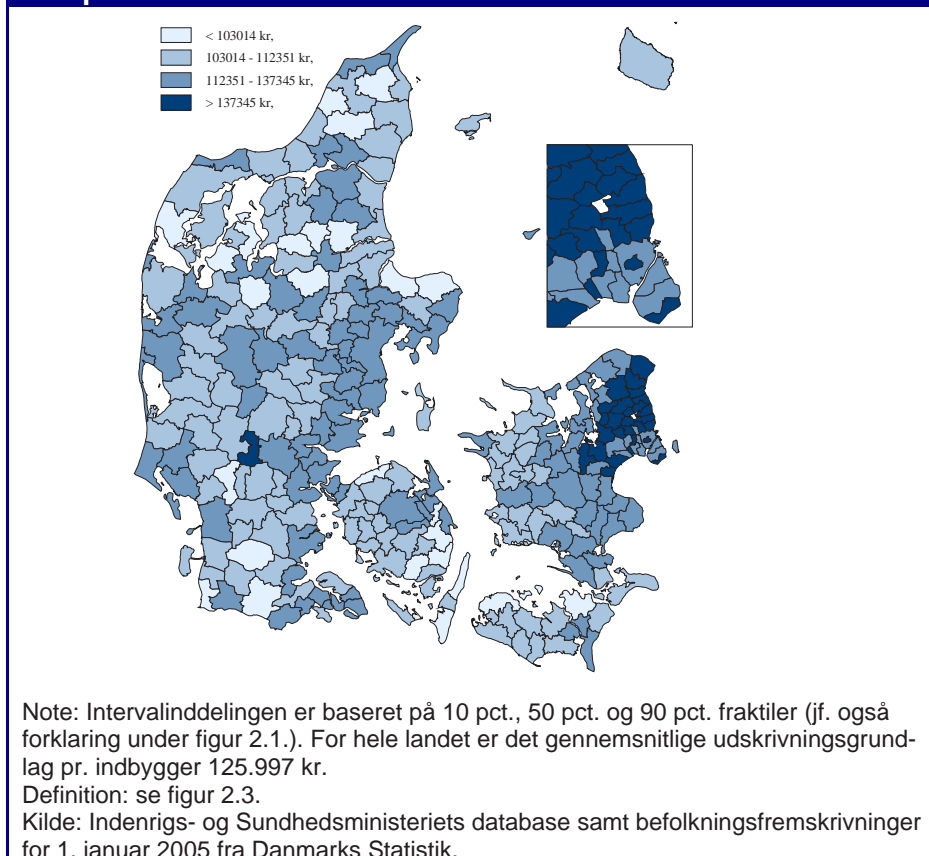 < 103014 kr,
103014 - 112351 kr,
112351 - 137345 kr,
> 137345 kr,
Note: Intervalinddelingen er baseret på 10 pct., 50 pct. og 90 pct. fraktiler (jf. også
forklaring under figur 2.1.). For hele landet er det gennemsnitlige udskrivningsgrund-
lag pr. indbygger 125.997 kr.
Definition: se figur 2.3.
Kilde: Indenrigs- og Sundhedsministeriets database samt befolkningsfremskrivninger
for 1. januar 2005 fra Danmarks Statistik.